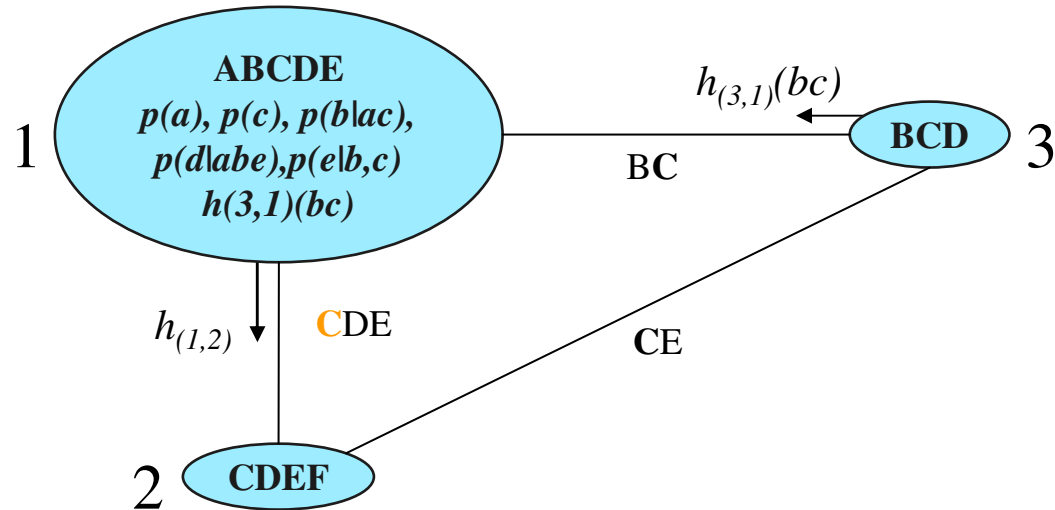 ABCDE
p(a), p(c), p(b|ac),
p(d|abe),p(e|b,c)
h(3,1)(bc)
1
h(3,1)(bc)
BCD
3
BC
h(1,2)
CDE
CE
CDEF
2